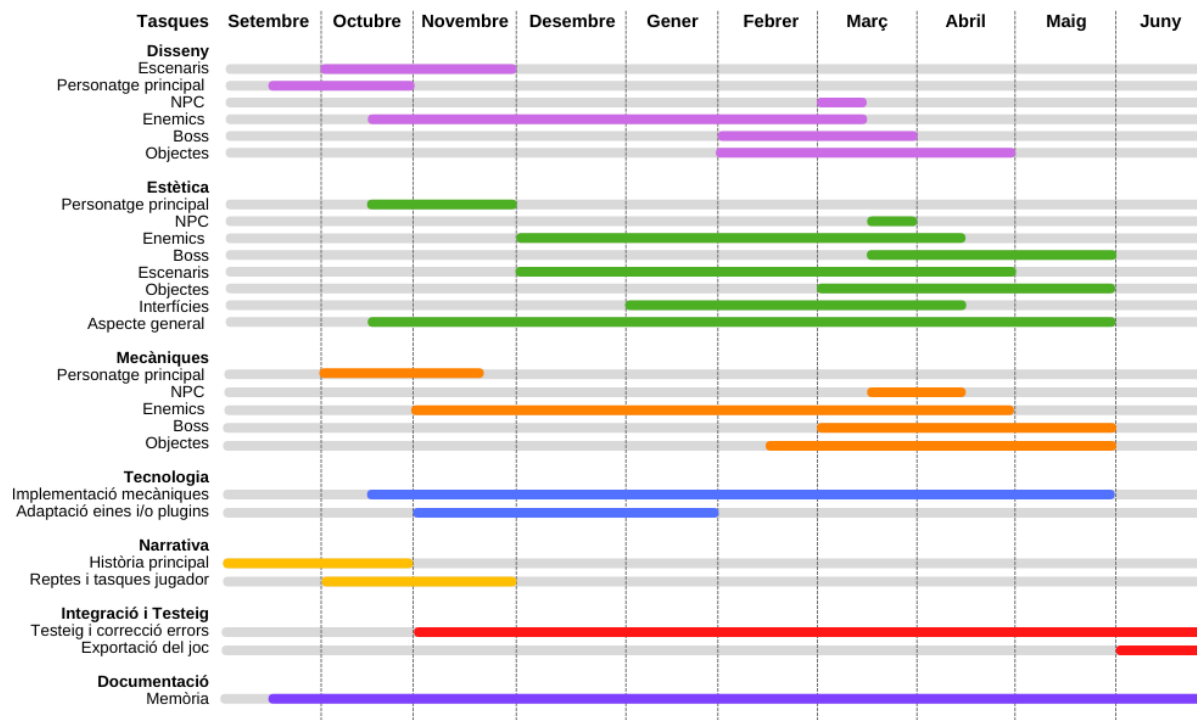 Tasques Setembre Octubre Novembre Desembre Gener Febrer Març Abril Maig Juny
Disseny
Escenaris
Personatge principal
NPC
Enemics
Boss
Objectes
Estètica
Personatge principal
NPC
Enemics
Boss
Escenaris
Objectes
Interfícies
Aspecte general
Mecàniques
Personatge principal
NPC
Enemics
Boss
Objectes
Tecnologia
Implementació mecàniques
Adaptació eines i/o plugins
Narrativa
Història principal
Reptes i tasques jugador
Integració i Testeig
Testeig i correcció errors
Exportació del joc
Documentació
Memòria